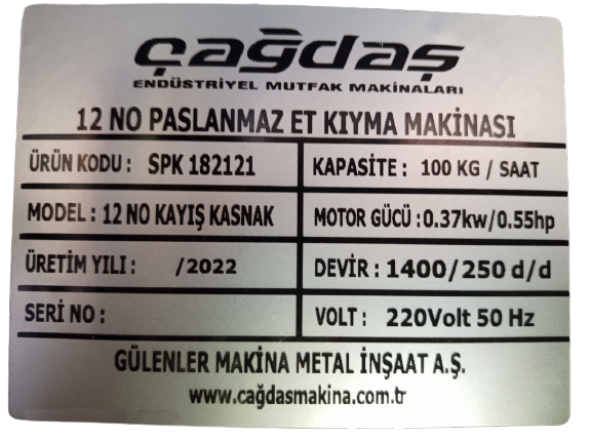 çağdaş
ENDÜSTRİYEL MUTFAK MAKİNALARI
12 NO PASLANMAZ ET KIYMA MAKİNASI
ÜRÜN KODU : SPK 182121
KAPASİTE : 100 KG / SAAT
MODEL : 12 NO KAYIŞ KASNAK
MOTOR GÜCÜ :0.37kw/0.55hp
ÜRETİM YILI : /2022
DEVİR : 1400/250 d/d
SERİ NO :
VOLT : 220Volt 50 Hz
GÜLENLER MAKİNA METAL İNŞAAT A.Ş.
www.cağdasmakina.com.tr